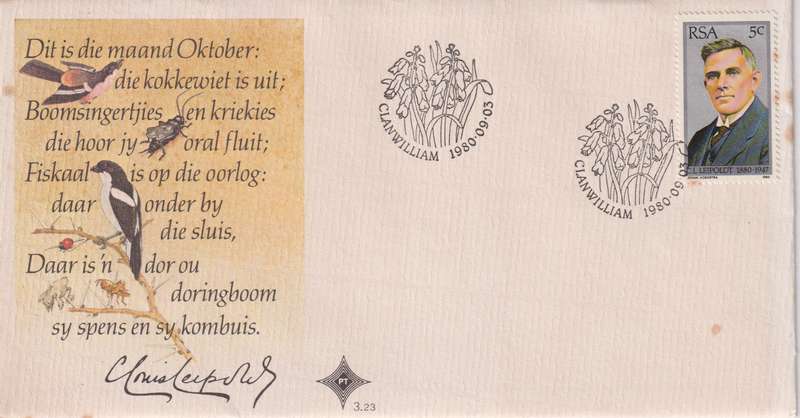 Dit is die maand Oktober:
die kokkewiet is uit;
Boomsingertjies en kriekies
die hoor jy oral fluit;
Fiskaal is op die oorlog:
daar onder by
die sluis,
Daar is 'n dor ou
doringboom
sy spens en sy kombuis.
C Louis Leipoldt
PT
3.23
CLANWILLIAM 1980·09·03
CLANWILLIAM 1980·09·03
RSA 5c
C.L. LEIPOLDT 1880-1947